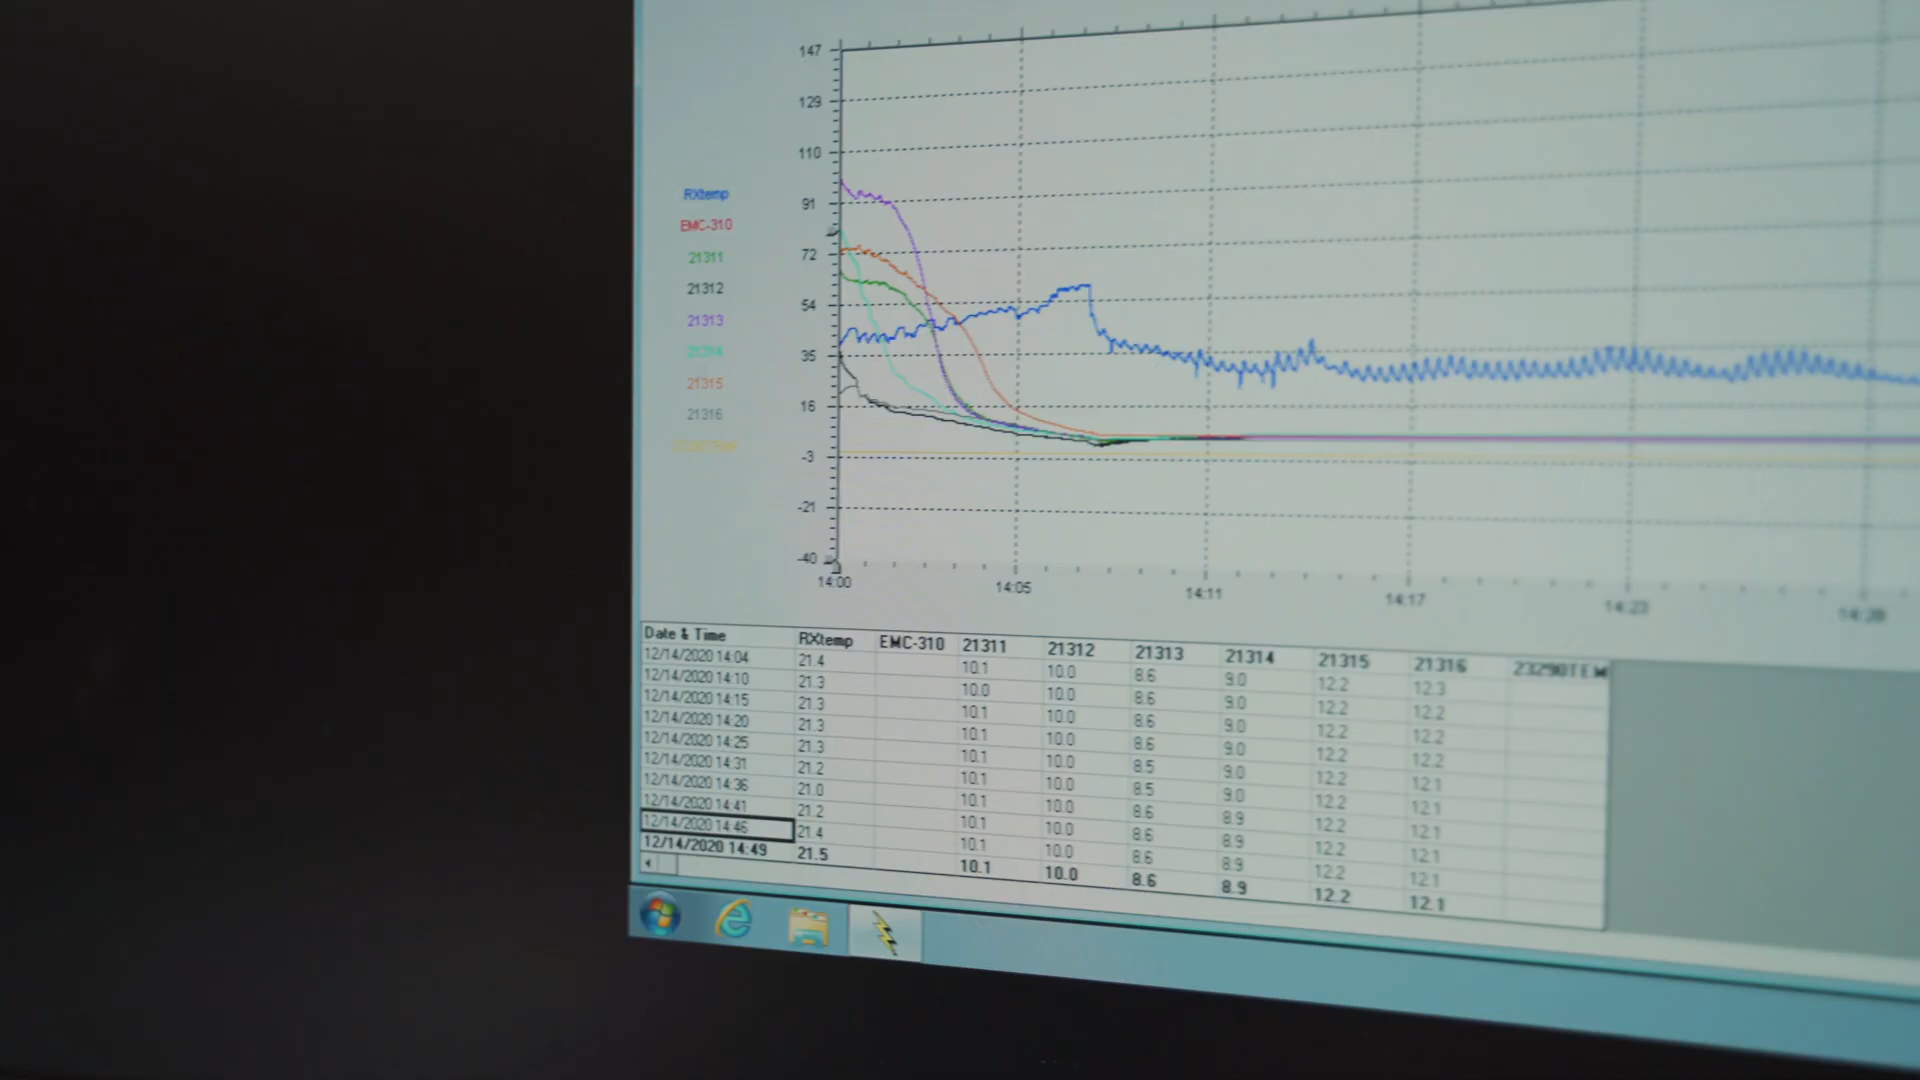 147
129
110
91
72
54
35
16
-3
-21
-40
RXtemp
EMC-310
21311
21312
21313
21314
21315
21316
14:00 14:05 14:11 14:17 14:23
Date & Time RXtemp EMC-310 21311 21312 21313 21314 21315 21316 23290TEM
12/14/2020 14:04 21.4 10.1 10.0 8.6 9.0 12.2 12.3
12/14/2020 14:10 21.3 10.0 10.0 8.6 9.0 12.2 12.2
12/14/2020 14:15 21.3 10.1 10.0 8.6 9.0 12.2 12.2
12/14/2020 14:20 21.3 10.1 10.0 8.6 9.0 12.2 12.2
12/14/2020 14:25 21.3 10.1 10.0 8.5 9.0 12.2 12.1
12/14/2020 14:31 21.2 10.1 10.0 8.5 9.0 12.2 12.1
12/14/2020 14:36 21.0 10.1 10.0 8.6 8.9 12.2 12.1
12/14/2020 14:41 21.2 10.1 10.0 8.6 8.9 12.2 12.1
12/14/2020 14:46 21.4 10.1 10.0 8.6 8.9 12.2 12.1
12/14/2020 14:49 21.5 10.1 10.0 8.6 8.9 12.2 12.1